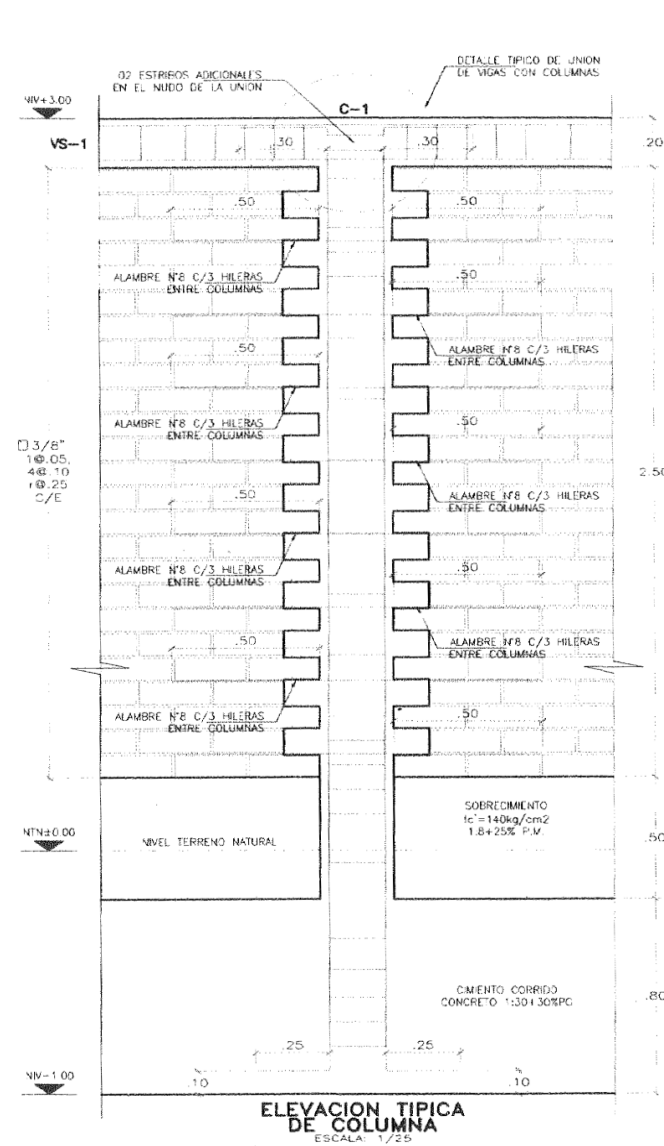 02 ESTRIBOS ADICIONALES
EN EL NUDO DE LA UNION
DETALLE TIPICO DE UNION
DE VIGAS CON COLUMNAS
NIV+3.00
C-1
VS-1
.30
.30
.20
.50
.50
ALAMBRE N°8 C/3 HILERAS
ENTRE COLUMNAS
.50
.50
ALAMBRE N°8 C/3 HILERAS
ENTRE COLUMNAS
ALAMBRE N°8 C/3 HILERAS
ENTRE COLUMNAS
.50
3/8"
1@.05,
4@.10
r@.25
C/E
2.50
.50
ALAMBRE N°8 C/3 HILERAS
ENTRE COLUMNAS
ALAMBRE N°8 C/3 HILERAS
ENTRE COLUMNAS
.50
.50
ALAMBRE N°8 C/3 HILERAS
ENTRE COLUMNAS
ALAMBRE N°8 C/3 HILERAS
ENTRE COLUMNAS
.50
SOBRECIMIENTO
fc'=140kg/cm2
1.8+25% P.M.
NTN±0.00
NIVEL TERRENO NATURAL
.50
CIMIENTO CORRIDO
CONCRETO 1:30+30%PG
.80
.25
.25
NIV-1.00
.10
.10
ELEVACION TIPICA
DE COLUMNA
ESCALA: 1/25